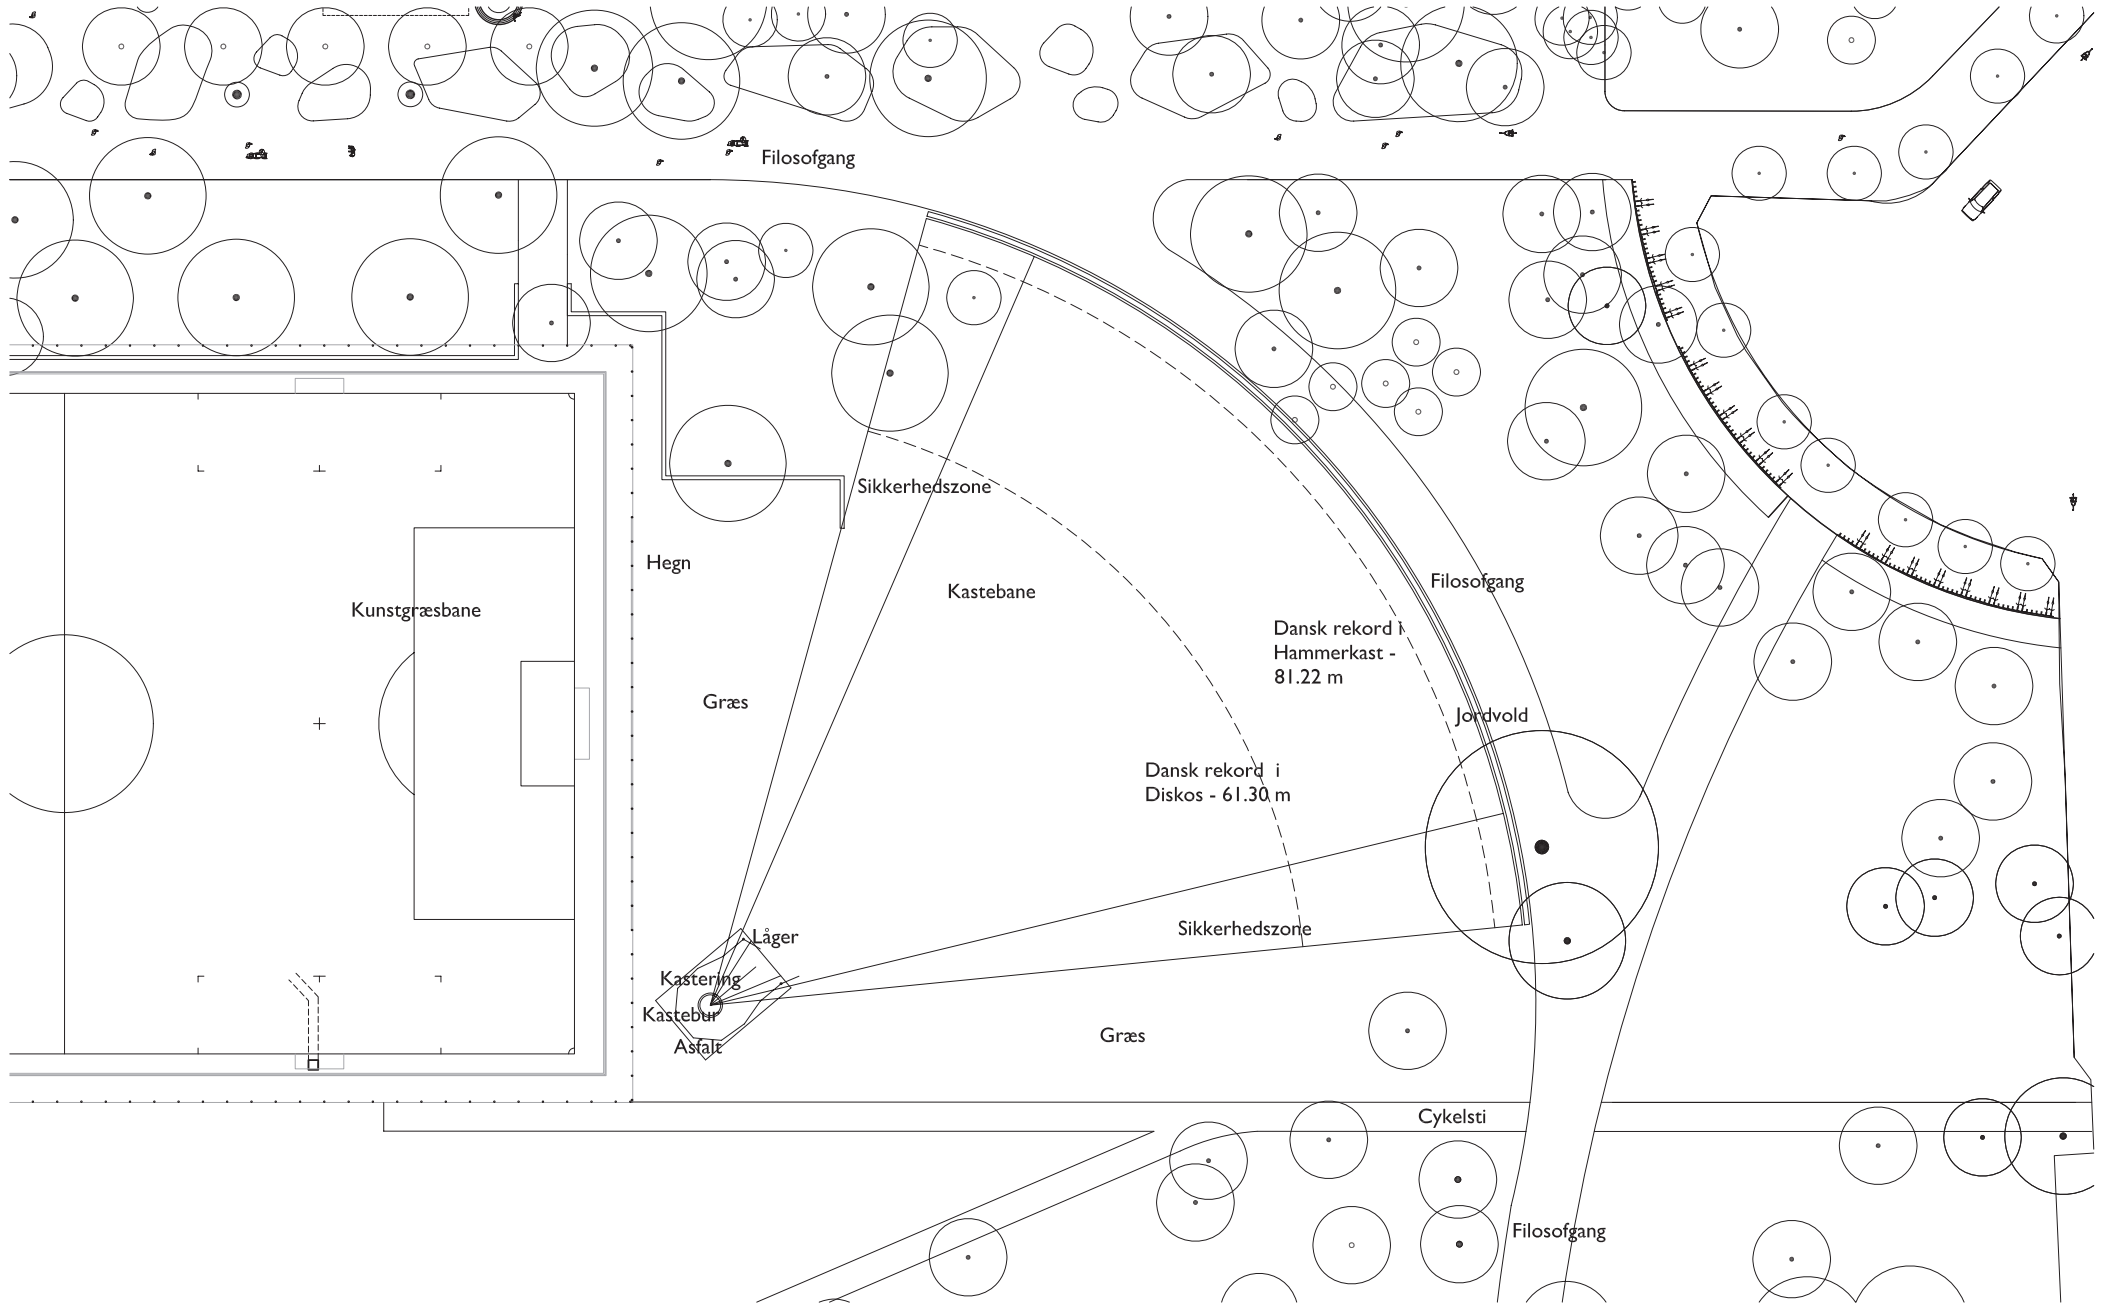 Filosofgang
Sikkerhedszone
Hegn
Kastebane
Filosofgang
Kunstgræsbane
Dansk rekord i
Hammerkast -
81.22 m
Græs
Jordvold
Dansk rekord i
Diskos - 61.30 m
Sikkerhedszone
Låger
Kastering
Kastebur
Asfalt
Græs
Cykelsti
Filosofgang